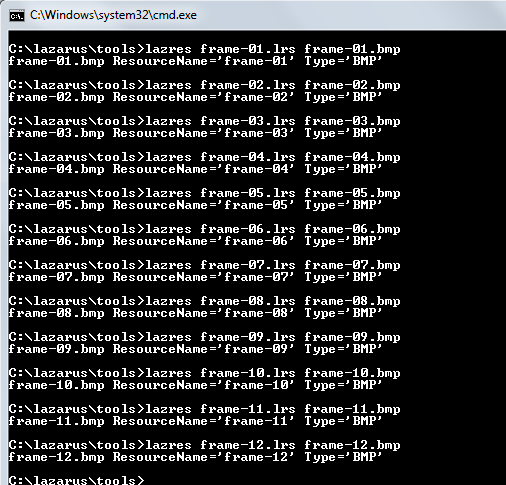 C:\Windows\system32\cmd.exe
C:\lazarus\tools>lazres frame-01.lrs frame-01.bmp
frame-01.bmp ResourceName='frame-01' Type='BMP'
C:\lazarus\tools>lazres frame-02.lrs frame-02.bmp
frame-02.bmp ResourceName='frame-02' Type='BMP'
C:\lazarus\tools>lazres frame-03.lrs frame-03.bmp
frame-03.bmp ResourceName='frame-03' Type='BMP'
C:\lazarus\tools>lazres frame-04.lrs frame-04.bmp
frame-04.bmp ResourceName='frame-04' Type='BMP'
C:\lazarus\tools>lazres frame-05.lrs frame-05.bmp
frame-05.bmp ResourceName='frame-05' Type='BMP'
C:\lazarus\tools>lazres frame-06.lrs frame-06.bmp
frame-06.bmp ResourceName='frame-06' Type='BMP'
C:\lazarus\tools>lazres frame-07.lrs frame-07.bmp
frame-07.bmp ResourceName='frame-07' Type='BMP'
C:\lazarus\tools>lazres frame-08.lrs frame-08.bmp
frame-08.bmp ResourceName='frame-08' Type='BMP'
C:\lazarus\tools>lazres frame-09.lrs frame-09.bmp
frame-09.bmp ResourceName='frame-09' Type='BMP'
C:\lazarus\tools>lazres frame-10.lrs frame-10.bmp
frame-10.bmp ResourceName='frame-10' Type='BMP'
C:\lazarus\tools>lazres frame-11.lrs frame-11.bmp
frame-11.bmp ResourceName='frame-11' Type='BMP'
C:\lazarus\tools>lazres frame-12.lrs frame-12.bmp
frame-12.bmp ResourceName='frame-12' Type='BMP'
C:\lazarus\tools>